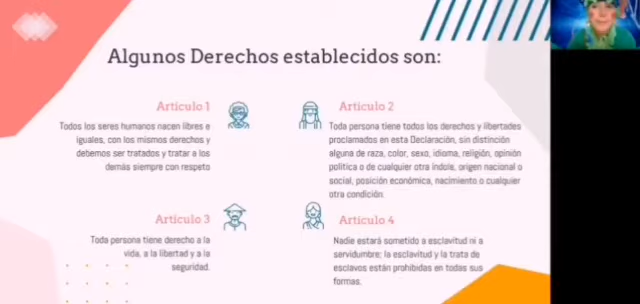 Algunos Derechos establecidos son:
Artículo 1
Todos los seres humanos nacen libres e
iguales, con los mismos derechos y
debemos ser tratados y tratar a los
demás siempre con respeto
Artículo 2
Toda persona tiene todos los derechos y libertades
proclamados en esta Declaración, sin distinción
alguna de raza, color, sexo, idioma, religión, opinión
política o de cualquier otra índole, origen nacional o
social, posición económica, nacimiento o cualquier
otra condición.
Artículo 3
Toda persona tiene derecho a la
vida, a la libertad y a la
seguridad.
Artículo 4
Nadie estará sometido a esclavitud ni a
servidumbre; la esclavitud y la trata de
esclavos están prohibidas en todas sus
formas.